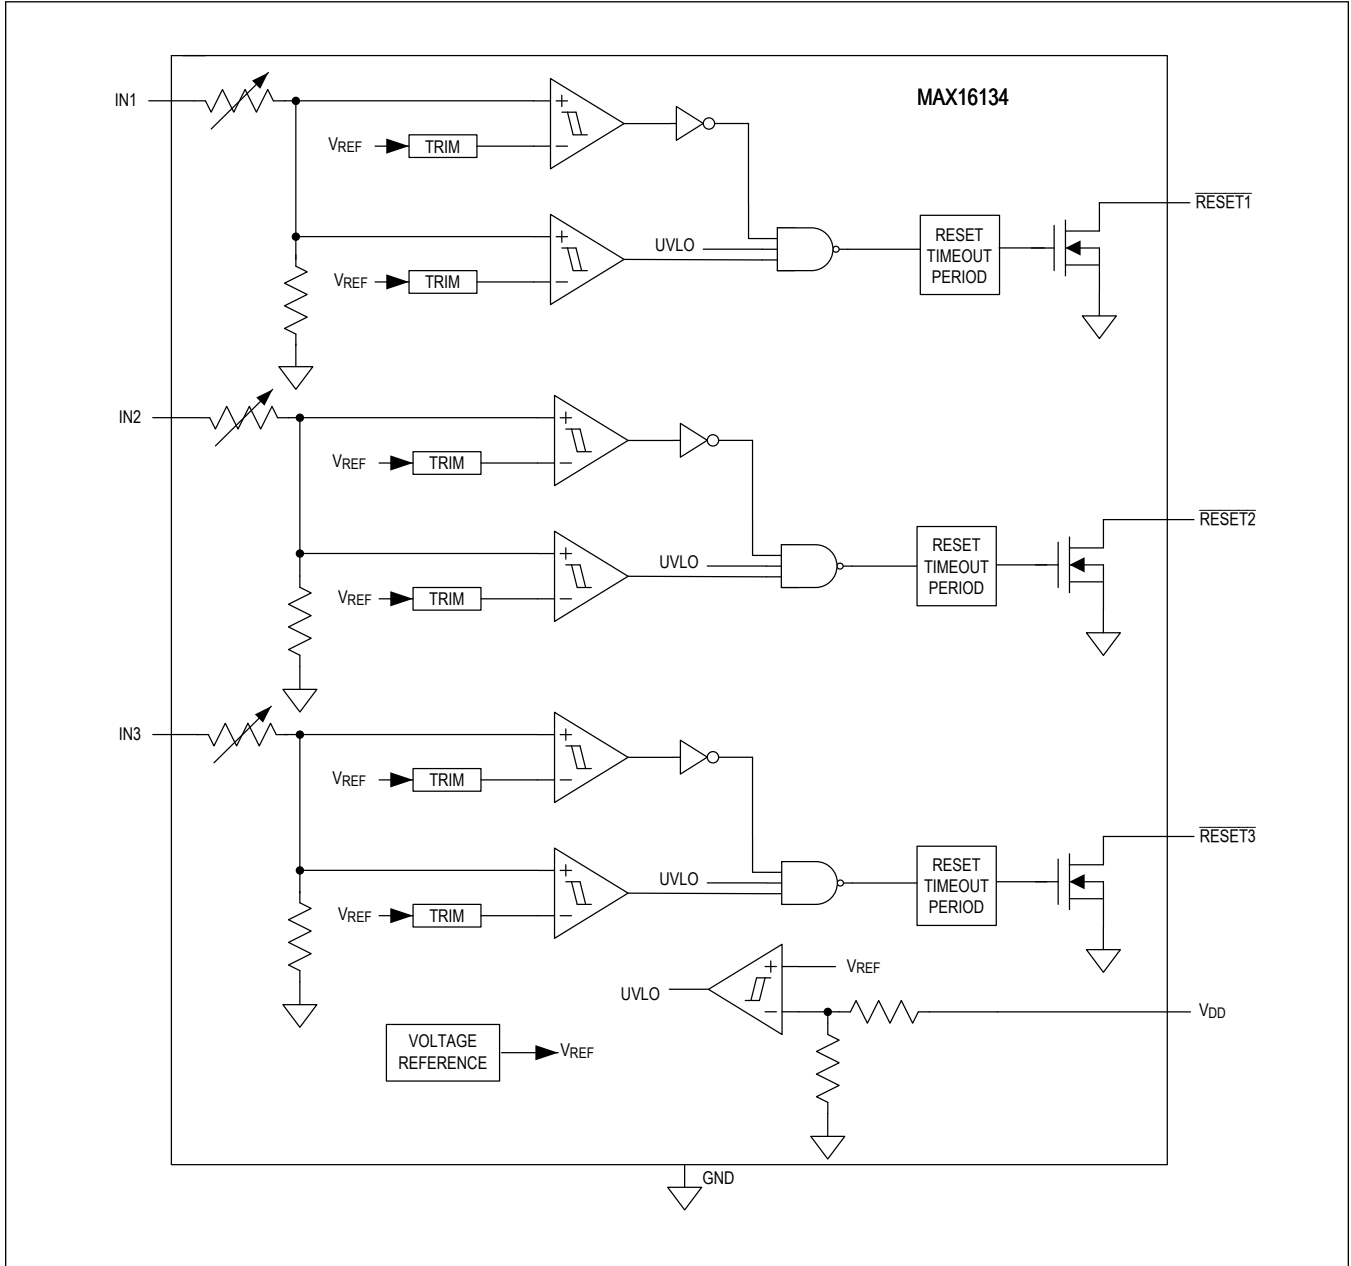 MAX16134
IN1
VREF
TRIM
RESET1
UVLO
RESET
TIMEOUT
PERIOD
VREF
TRIM
IN2
VREF
TRIM
RESET2
UVLO
RESET
TIMEOUT
PERIOD
VREF
TRIM
IN3
VREF
TRIM
RESET3
UVLO
RESET
TIMEOUT
PERIOD
VREF
TRIM
VREF
UVLO
VDD
VOLTAGE
REFERENCE
VREF
GND